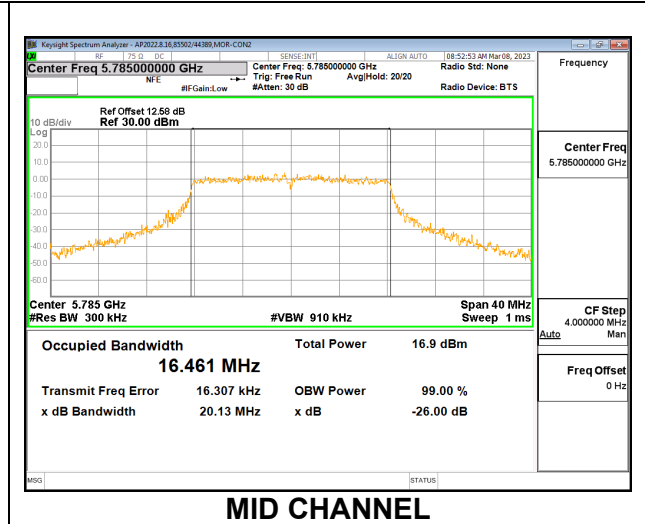 Keysight Spectrum Analyzer - AP2022.8.16,85502/44389,MOR-CON2
RF 75 Ω DC SENSE:INT ALIGN AUTO 08:52:53 AM Mar 08, 2023
Center Freq 5.785000000 GHz
NFE
#IFGain:Low
Center Freq: 5.785000000 GHz
Trig: Free Run Avg|Hold: 20/20
#Atten: 30 dB
Radio Std: None
Radio Device: BTS
Frequency
Ref Offset 12.58 dB
10 dB/div Ref 30.00 dBm
Log
20.0
10.0
0.00
-10.0
-20.0
-30.0
-40.0
-50.0
-60.0
Center Freq
5.785000000 GHz
Center 5.785 GHz Span 40 MHz
#Res BW 300 kHz #VBW 910 kHz Sweep 1 ms
CF Step
4.000000 MHz
Auto Man
Occupied Bandwidth Total Power 16.9 dBm
16.461 MHz
Transmit Freq Error 16.307 kHz OBW Power 99.00 %
x dB Bandwidth 20.13 MHz x dB -26.00 dB
Freq Offset
0 Hz
MSG STATUS
MID CHANNEL